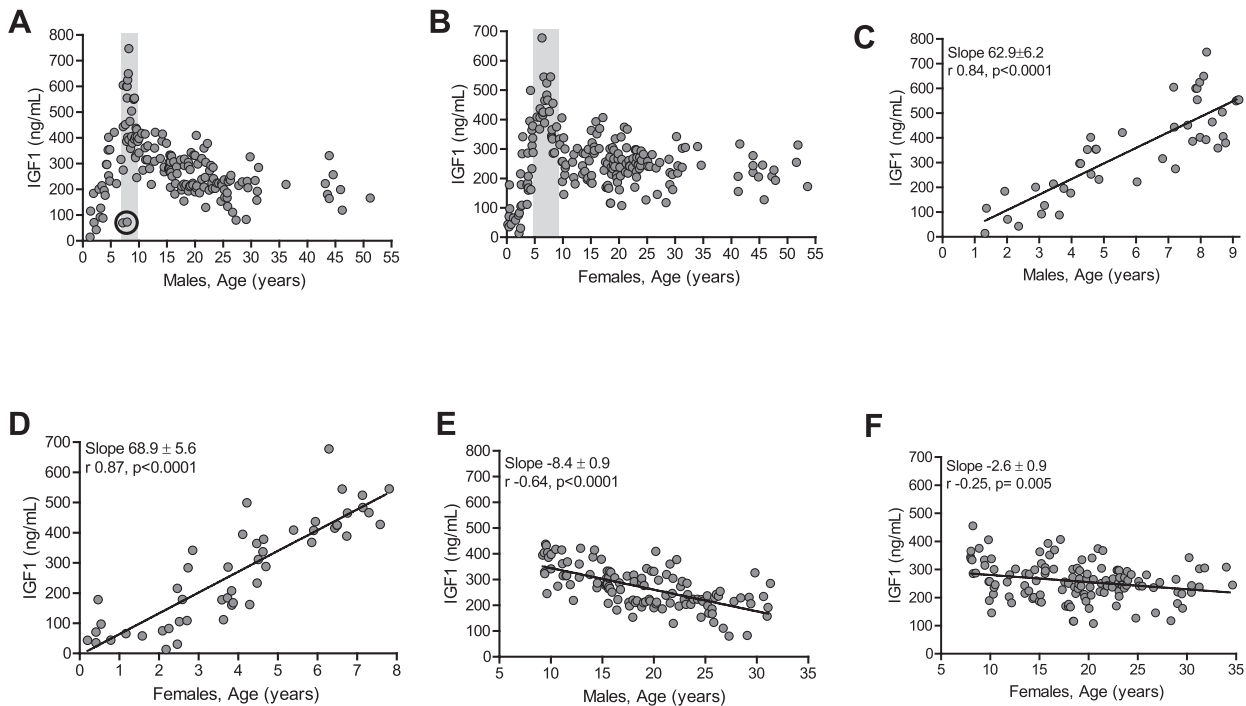 A
800
700
600
500
400
300
200
100
0
IGF1 (ng/mL)
0 5 10 15 20 25 30 35 40 45 50 55
Males, Age (years)
B
700
600
500
400
300
200
100
0
IGF1 (ng/mL)
0 5 10 15 20 25 30 35 40 45 50 55
Females, Age (years)
C
Slope 62.9±6.2
r 0.84, p<0.0001
800
700
600
500
400
300
200
100
0
IGF1 (ng/mL)
0 1 2 3 4 5 6 7 8 9
Males, Age (years)
D
Slope 68.9 ± 5.6
r 0.87, p<0.0001
700
600
500
400
300
200
100
0
IGF1 (ng/mL)
0 1 2 3 4 5 6 7 8
Females, Age (years)
E
Slope -8.4 ± 0.9
r -0.64, p<0.0001
800
700
600
500
400
300
200
100
0
IGF1 (ng/mL)
5 10 15 20 25 30 35
Males, Age (years)
F
Slope -2.6 ± 0.9
r -0.25, p= 0.005
700
600
500
400
300
200
100
0
IGF1 (ng/mL)
5 10 15 20 25 30 35
Females, Age (years)